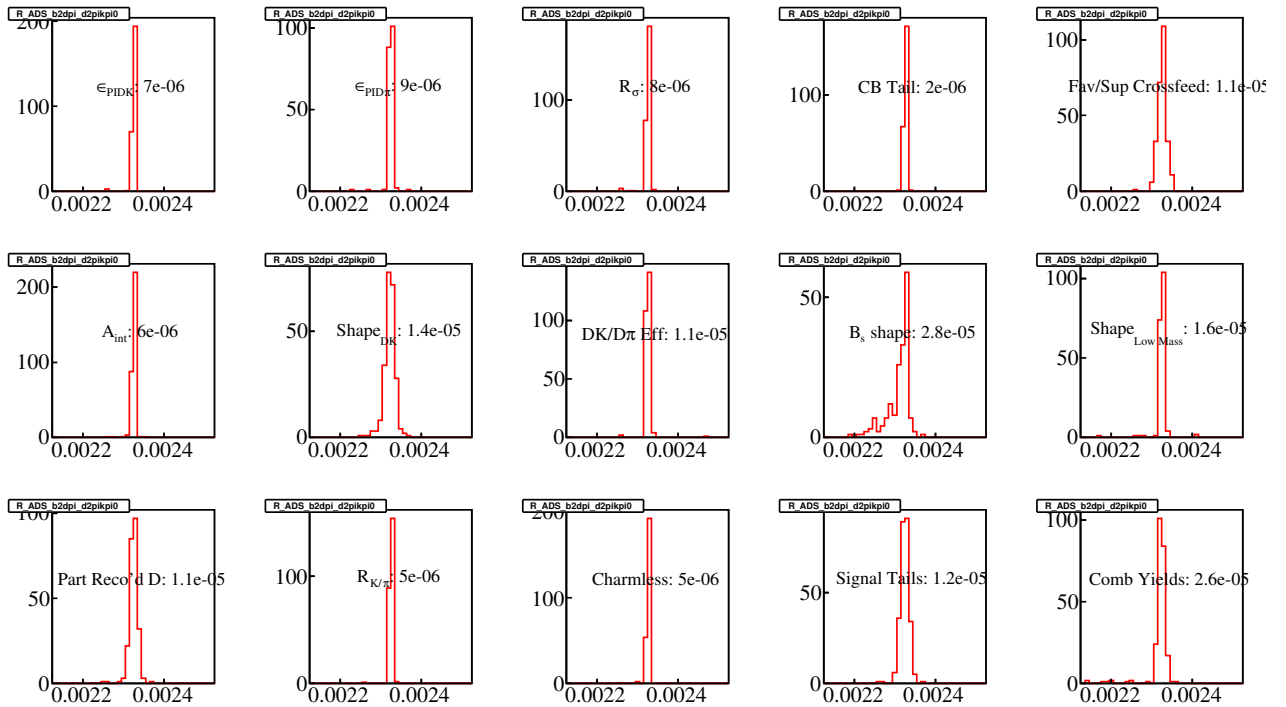 R_ADS_b2dpi_d2pikpi0
200
100
0
0.0022 0.0024
∈PIDK: 7e-06
R_ADS_b2dpi_d2pikpi0
100
50
0
0.0022 0.0024
∈PIDπ: 9e-06
R_ADS_b2dpi_d2pikpi0
100
0
0.0022 0.0024
Rσ: 8e-06
R_ADS_b2dpi_d2pikpi0
100
0
0.0022 0.0024
CB Tail: 2e-06
R_ADS_b2dpi_d2pikpi0
100
50
0
0.0022 0.0024
Fav/Sup Crossfeed: 1.1e-05
R_ADS_b2dpi_d2pikpi0
200
100
0
0.0022 0.0024
Aint: 6e-06
R_ADS_b2dpi_d2pikpi0
50
0
0.0022 0.0024
ShapeDK: 1.4e-05
R_ADS_b2dpi_d2pikpi0
100
50
0
0.0022 0.0024
DK/Dπ Eff: 1.1e-05
R_ADS_b2dpi_d2pikpi0
50
0
0.0022 0.0024
Bs shape: 2.8e-05
R_ADS_b2dpi_d2pikpi0
100
50
0
0.0022 0.0024
ShapeLow Mass: 1.6e-05
R_ADS_b2dpi_d2pikpi0
100
50
0
0.0022 0.0024
Part Reco'd D: 1.1e-05
R_ADS_b2dpi_d2pikpi0
100
0
0.0022 0.0024
RK/π: 5e-06
R_ADS_b2dpi_d2pikpi0
200
100
0
0.0022 0.0024
Charmless: 5e-06
R_ADS_b2dpi_d2pikpi0
50
0
0.0022 0.0024
Signal Tails: 1.2e-05
R_ADS_b2dpi_d2pikpi0
100
50
0
0.0022 0.0024
Comb Yields: 2.6e-05